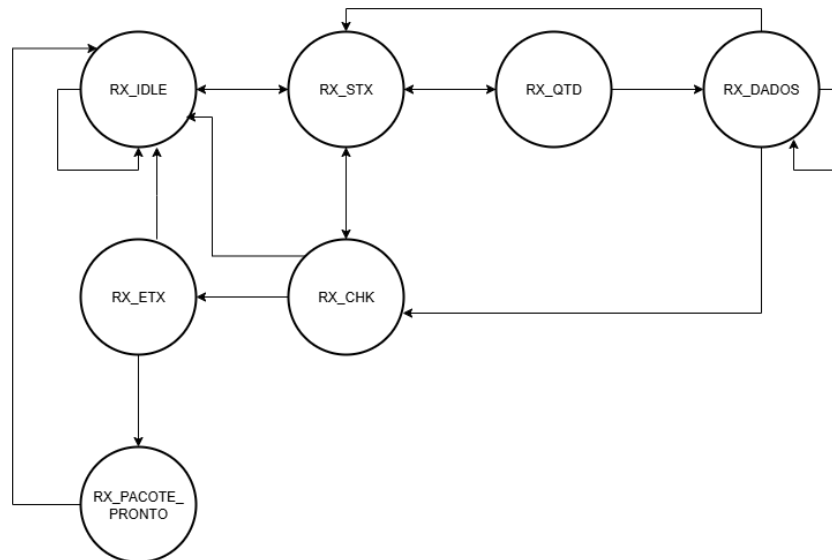 RX_IDLE
RX_STX
RX_QTD
RX_DADOS
RX_ETX
RX_CHK
RX_PACOTE_
PRONTO